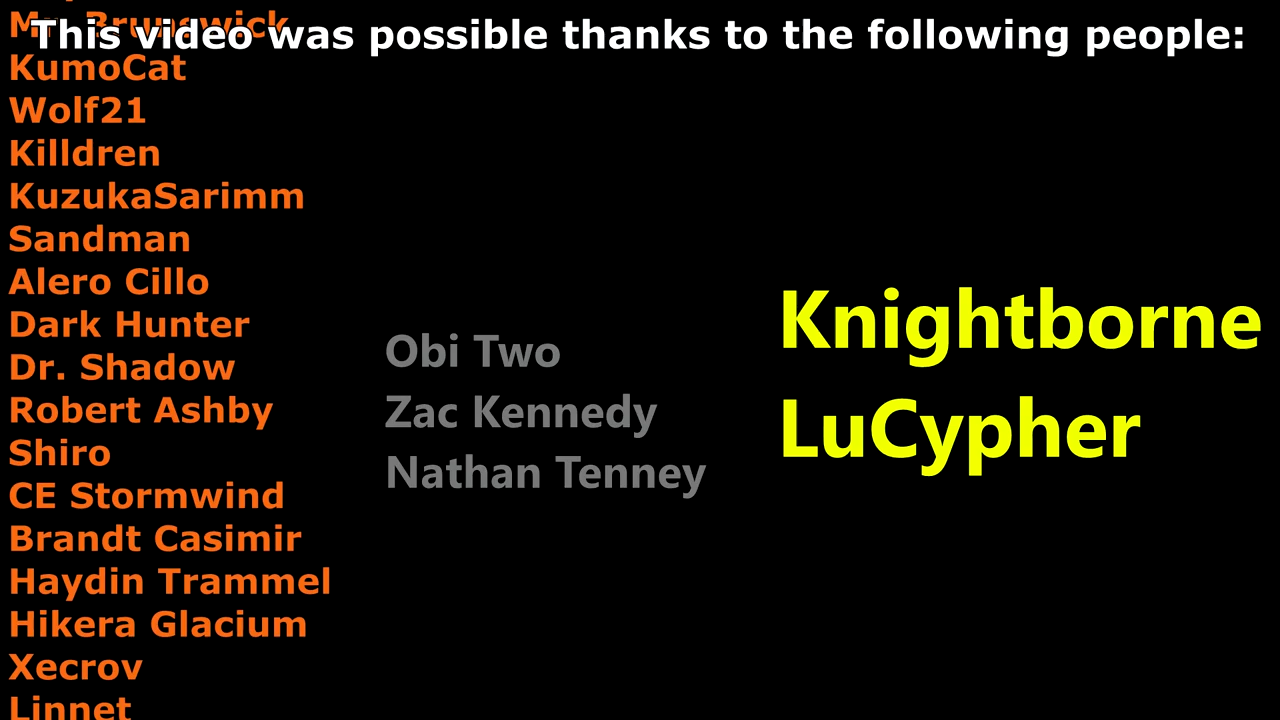 This video was possible thanks to the following people:
Brunswick
KumoCat
Wolf21
Killdren
KuzukaSarimm
Sandman
Alero Cillo
Dark Hunter
Dr. Shadow
Robert Ashby
Shiro
CE Stormwind
Brandt Casimir
Haydin Trammel
Hikera Glacium
Xecrov
Linnet
Obi Two
Zac Kennedy
Nathan Tenney
Knightborne
LuCypher